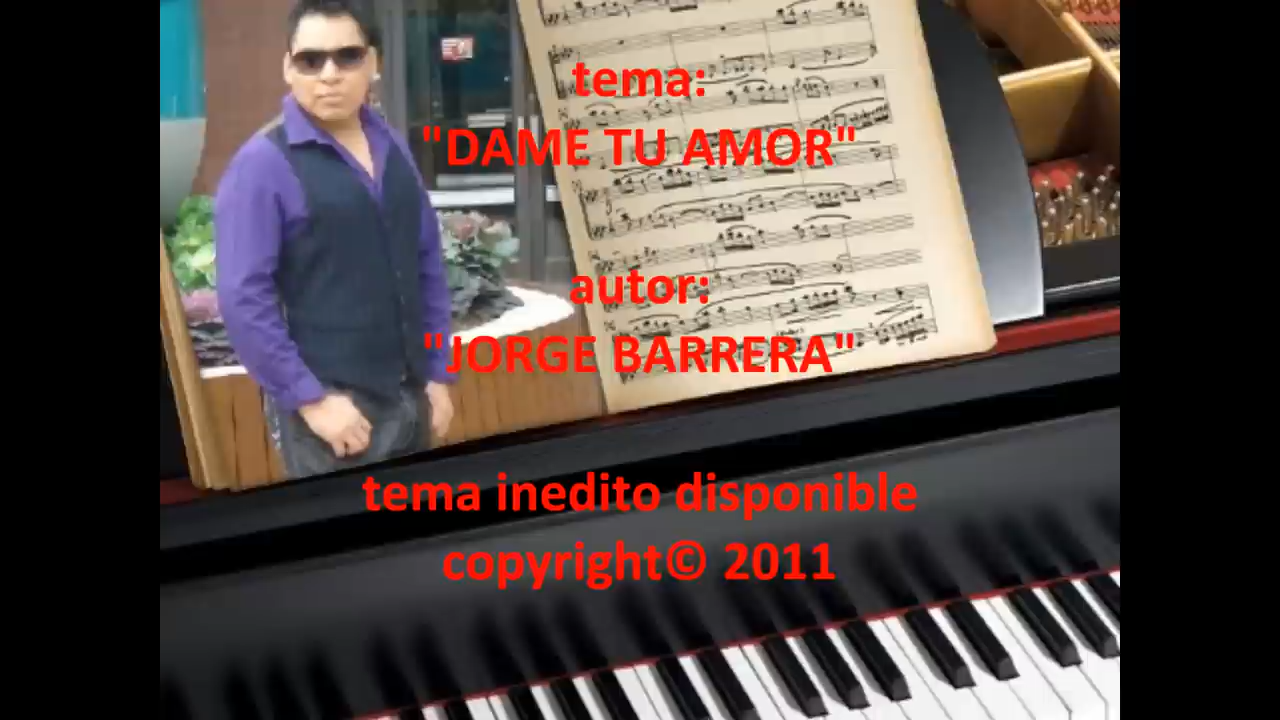 tema:
"DAME TU AMOR"
autor:
"JORGE BARRERA"
tema inedito disponible
copyright© 2011